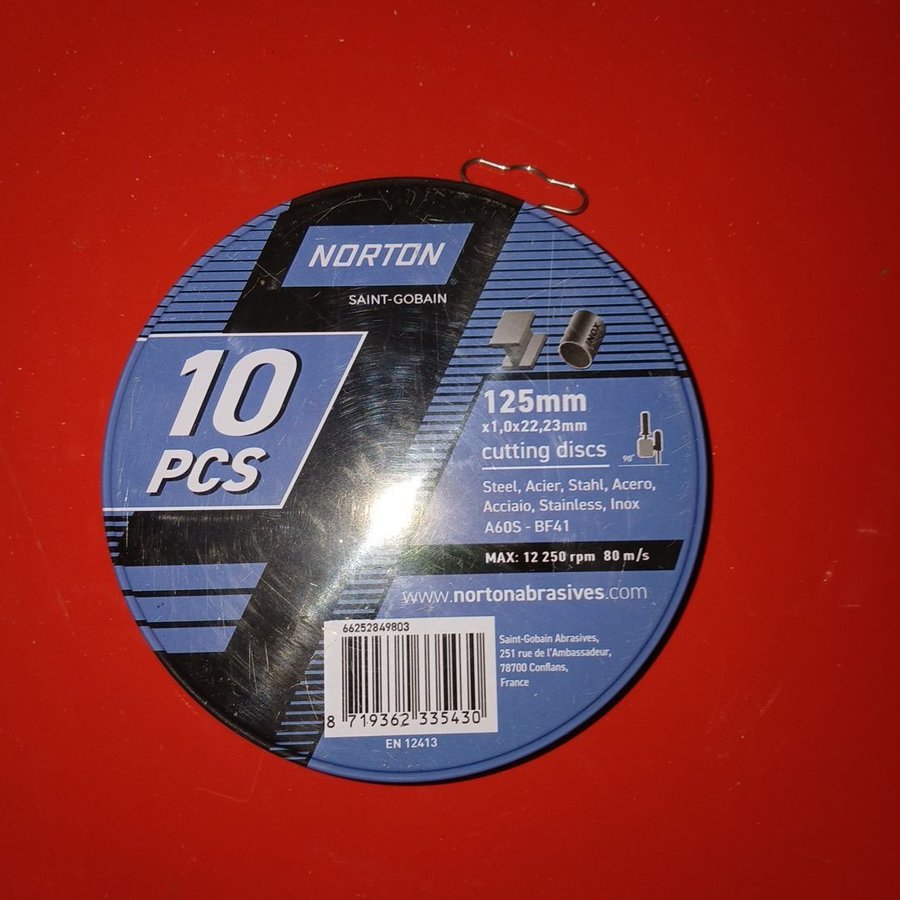 NORTON
SAINT-GOBAIN
10
PCS
INOX
125mm
x1,0x22,23mm
cutting discs
90°
Steel, Acier, Stahl, Acero,
Acciaio, Stainless, Inox
A60S - BF41
MAX: 12 250 rpm 80 m/s
www.nortonabrasives.com
66252849803
8 719362 335430
Saint-Gobain Abrasives,
251 rue de l'Ambassadeur,
78700 Conflans,
France
EN 12413